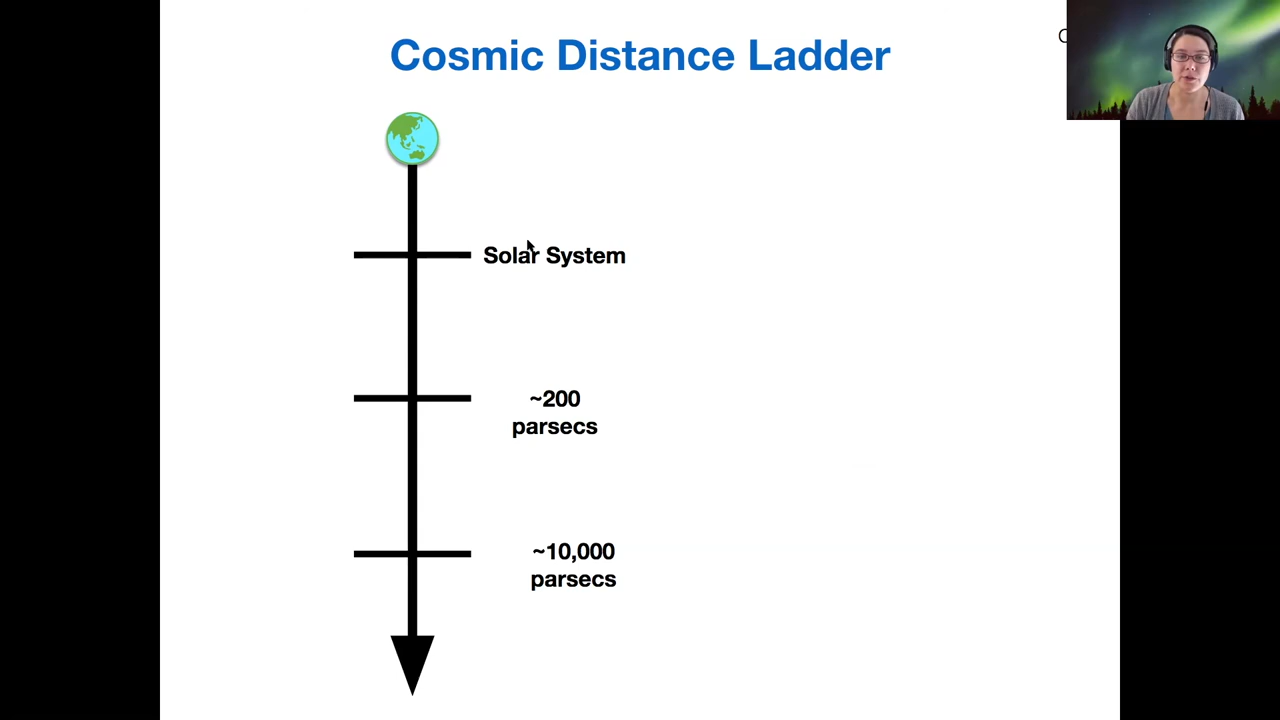 Cosmic Distance Ladder
Solar System
~200
parsecs
~10,000
parsecs